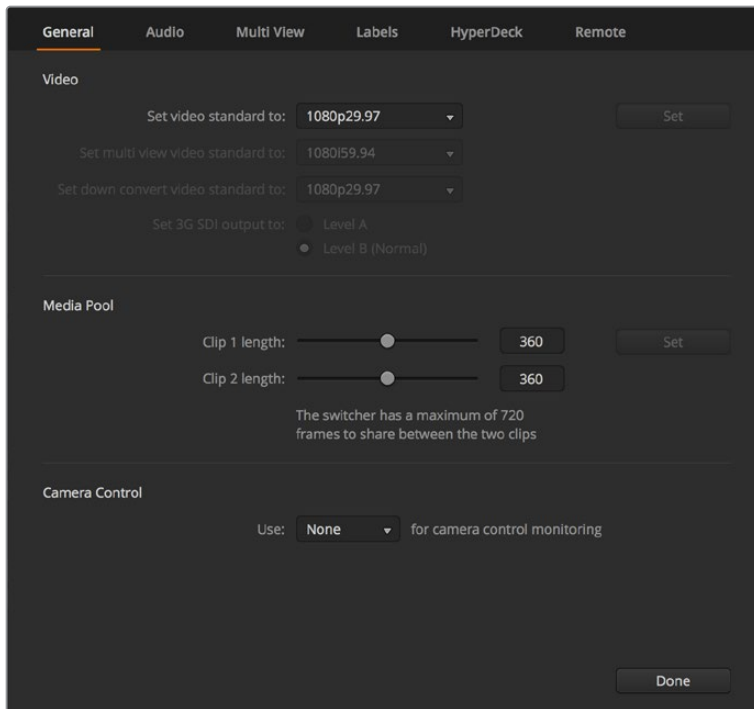 General Audio Multi View Labels HyperDeck Remote
Video
Set video standard to: 1080p29.97 Set
Set multi view video standard to: 1080i59.94
Set down convert video standard to: 1080p29.97
Set 3G SDI output to: Level A
Level B (Normal)
Media Pool
Clip 1 length: 360 Set
Clip 2 length: 360
The switcher has a maximum of 720
frames to share between the two clips
Camera Control
Use: None for camera control monitoring
Done